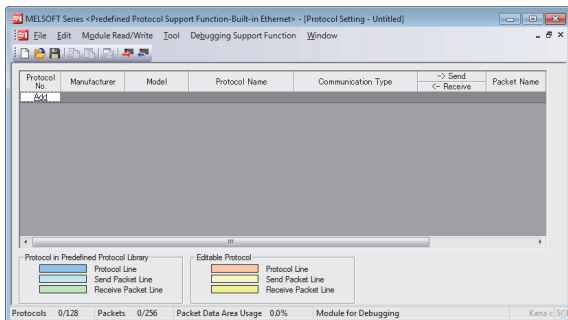 MELSOFT Series <Predefined Protocol Support Function-Built-in Ethernet> - [Protocol Setting - Untitled]
File Edit Module Read/Write Tool Debugging Support Function Window
Protocol No. Manufacturer Model Protocol Name Communication Type -> Send <- Receive Packet Name
Add
Protocol in Predefined Protocol Library
Protocol Line
Send Packet Line
Receive Packet Line
Editable Protocol
Protocol Line
Send Packet Line
Receive Packet Line
Protocols 0/128 Packets 0/256 Packet Data Area Usage 0.0% Module for Debugging Kana c SC